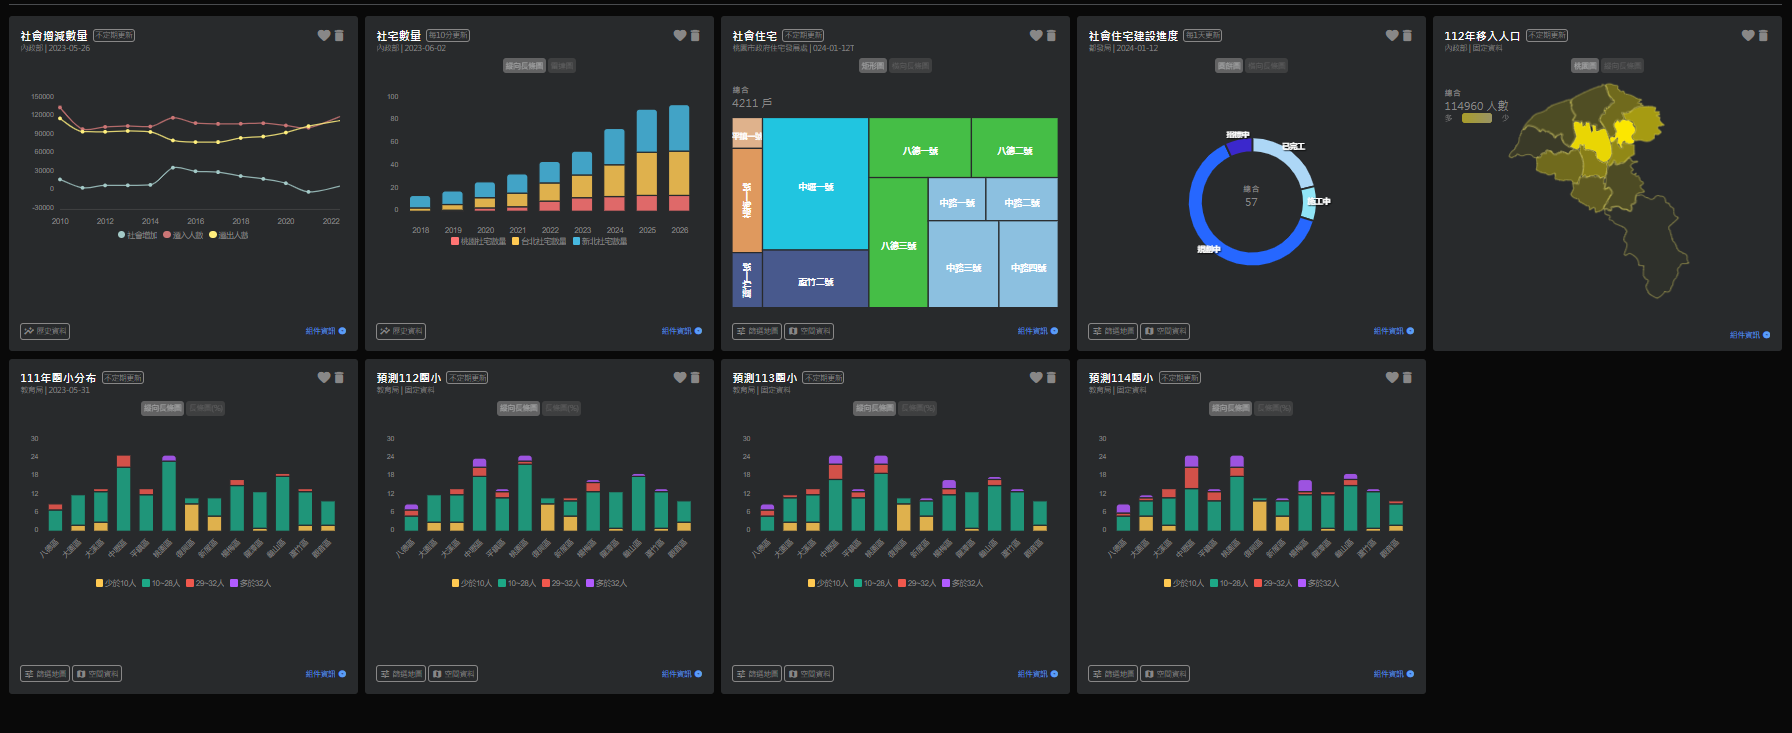 社會增減數量 不定期更新
內政部 | 2023-05-26
150000
120000
90000
60000
30000
0
-30000
2010 2012 2014 2016 2018 2020 2022
社會增加 遷入人數 遷出人數
歷史資料 組件資訊
社宅數量 每10分更新
內政部 | 2023-06-02
縱向長條圖
100
80
60
40
20
0
2018 2019 2020 2021 2022 2023 2024 2025 2026
桃園社宅數量 台北社宅數量 新北社宅數量
歷史資料 組件資訊
社會住宅 不定期更新
桃園市政府住宅發展處 | 024-01-12T
矩形圖 橫向長條圖
總合
4211 戶
中壢一號
蘆竹二號
八德一號 八德二號
八德三號
中路一號 中路二號
中路三號 中路四號
篩選地圖 空間資料 組件資訊
社會住宅建設進度 每1天更新
都發局 | 2024-01-12
圓餅圖 橫向長條圖
已完工
施工中
規劃中
總合
57
篩選地圖 空間資料 組件資訊
112年移入人口 不定期更新
內政部 | 固定資料
桃園圖 橫向長條圖
總合
114960 人數
多 少
組件資訊
111年國小分布 不定期更新
教育局 | 2023-05-31
縱向長條圖 長條圖(%)
30
24
18
12
6
0
八德區 大園區 大溪區 中壢區 平鎮區 桃園區 復興區 新屋區 楊梅區 龍潭區 龜山區 蘆竹區 觀音區
少於10人 10~28人 29~32人 多於32人
篩選地圖 空間資料 組件資訊
預測112國小 不定期更新
教育局 | 固定資料
縱向長條圖 長條圖(%)
30
24
18
12
6
0
八德區 大園區 大溪區 中壢區 平鎮區 桃園區 復興區 新屋區 楊梅區 龍潭區 龜山區 蘆竹區 觀音區
少於10人 10~28人 29~32人 多於32人
篩選地圖 空間資料 組件資訊
預測113國小 不定期更新
教育局 | 固定資料
縱向長條圖 長條圖(%)
30
24
18
12
6
0
八德區 大園區 大溪區 中壢區 平鎮區 桃園區 復興區 新屋區 楊梅區 龍潭區 龜山區 蘆竹區 觀音區
少於10人 10~28人 29~32人 多於32人
篩選地圖 空間資料 組件資訊
預測114國小 不定期更新
教育局 | 固定資料
縱向長條圖 長條圖(%)
30
24
18
12
6
0
八德區 大園區 大溪區 中壢區 平鎮區 桃園區 復興區 新屋區 楊梅區 龍潭區 龜山區 蘆竹區 觀音區
少於10人 10~28人 29~32人 多於32人
篩選地圖 空間資料 組件資訊